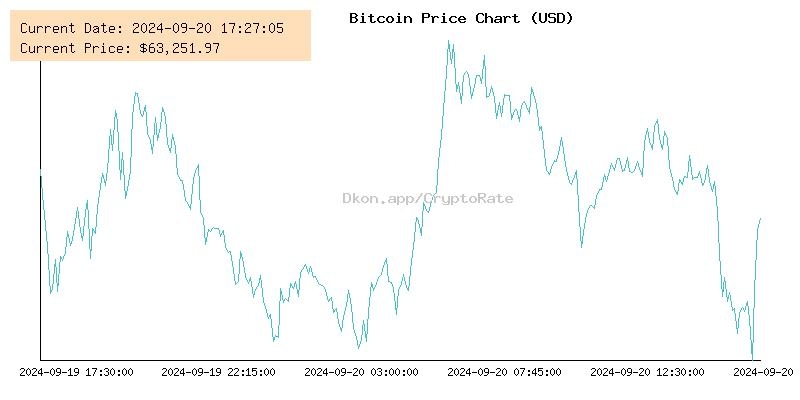 Bitcoin Price Chart (USD)
Current Date: 2024-09-20 17:27:05
Current Price: $63,251.97
Dkon.app/CryptoRate
2024-09-19 17:30:00
2024-09-19 22:15:00
2024-09-20 03:00:00
2024-09-20 07:45:00
2024-09-20 12:30:00
2024-09-20